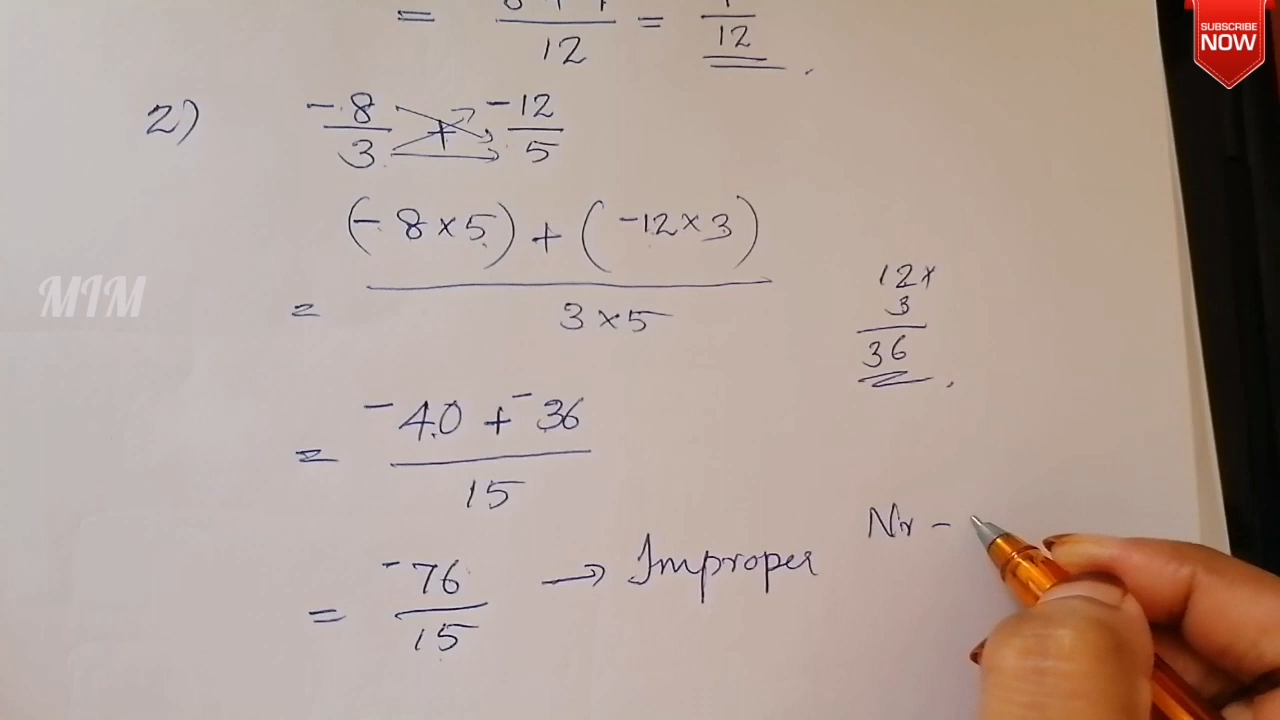 = 12 = 12
SUBSCRIBE
NOW
2) -8/3 + -12/5
(-8×5) + (-12×3)
= 3×5
12×
3
36
MIM
= -40 + -36
15
Nr -
= -76/15 → Improper